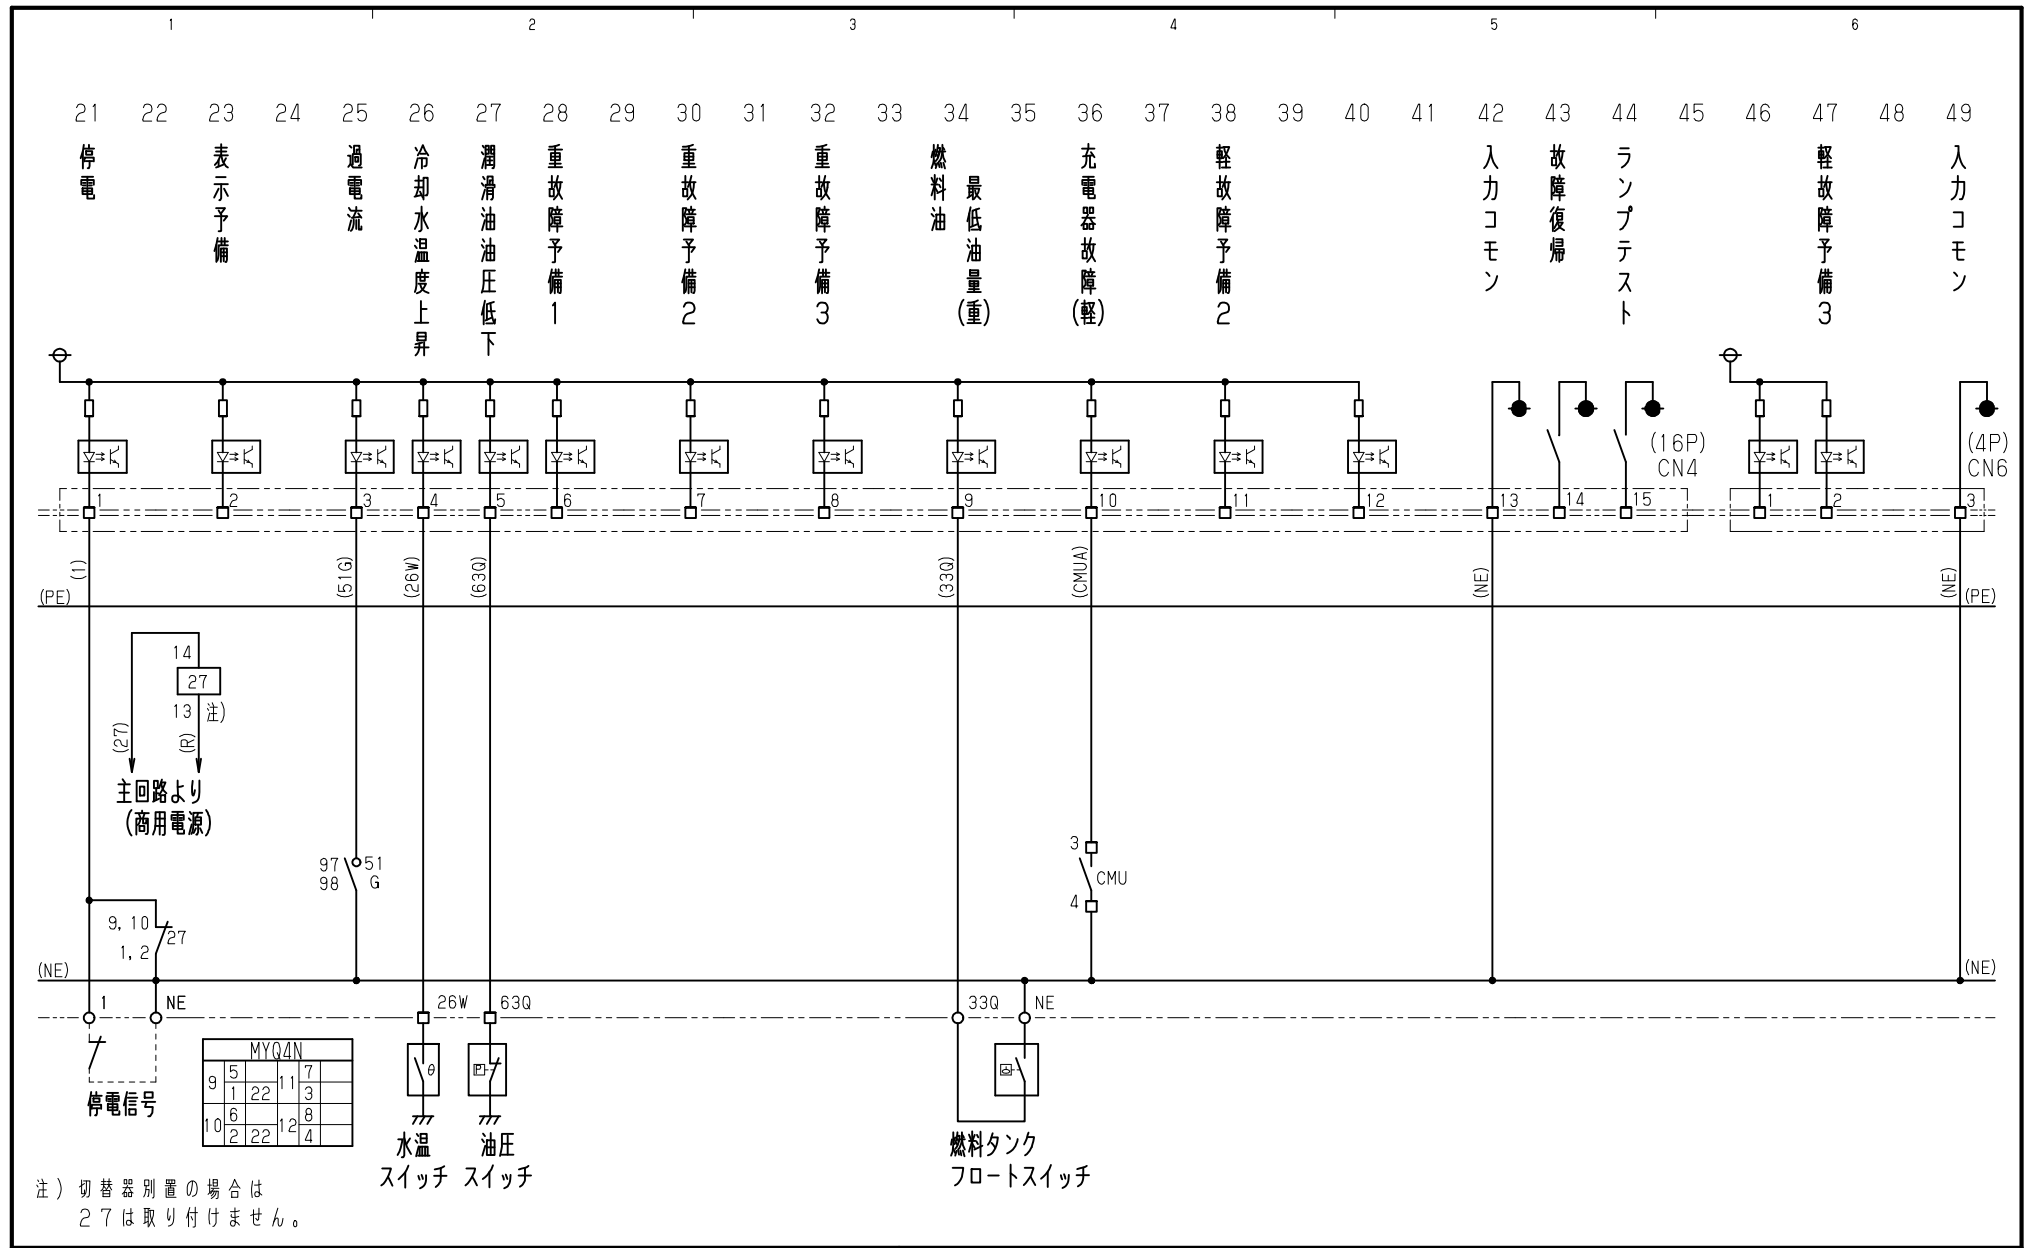 1 2 3 4 5 6
21 22 23 24 25 26 27 28 29 30 31 32 33 34 35 36 37 38 39 40 41 42 43 44 45 46 47 48 49
停電
表示予備
過電流
冷却水温度上昇
潤滑油油圧低下
重故障予備1
重故障予備2
重故障予備3
燃料油
最低油量(重)
充電器故障(軽)
軽故障予備2
入力コモン
故障復帰
ランプテスト
軽故障予備3
入力コモン
(16P)
CN4
(4P)
CN6
1 2 3 4 5 6 7 8 9 10 11 12 13 14 15 1 2 3
(1) (51G) (26W) (63Q) (33Q) (CMUA) (NE) (NE)
(PE) (PE)
14
27
13 注)
(27) (R)
主回路より
(商用電源)
97 51
98 G
3
CMU
4
9,10
27
1,2
(NE) (NE)
1 NE 26W 63Q 33Q NE
θ
P
MYQ4N
9 5 11 7
1 22 3
10 6 12 8
2 22 4
停電信号
水温
スイッチ
油圧
スイッチ
燃料タンク
フロートスイッチ
注) 切替器別置の場合は
27は取り付けません。